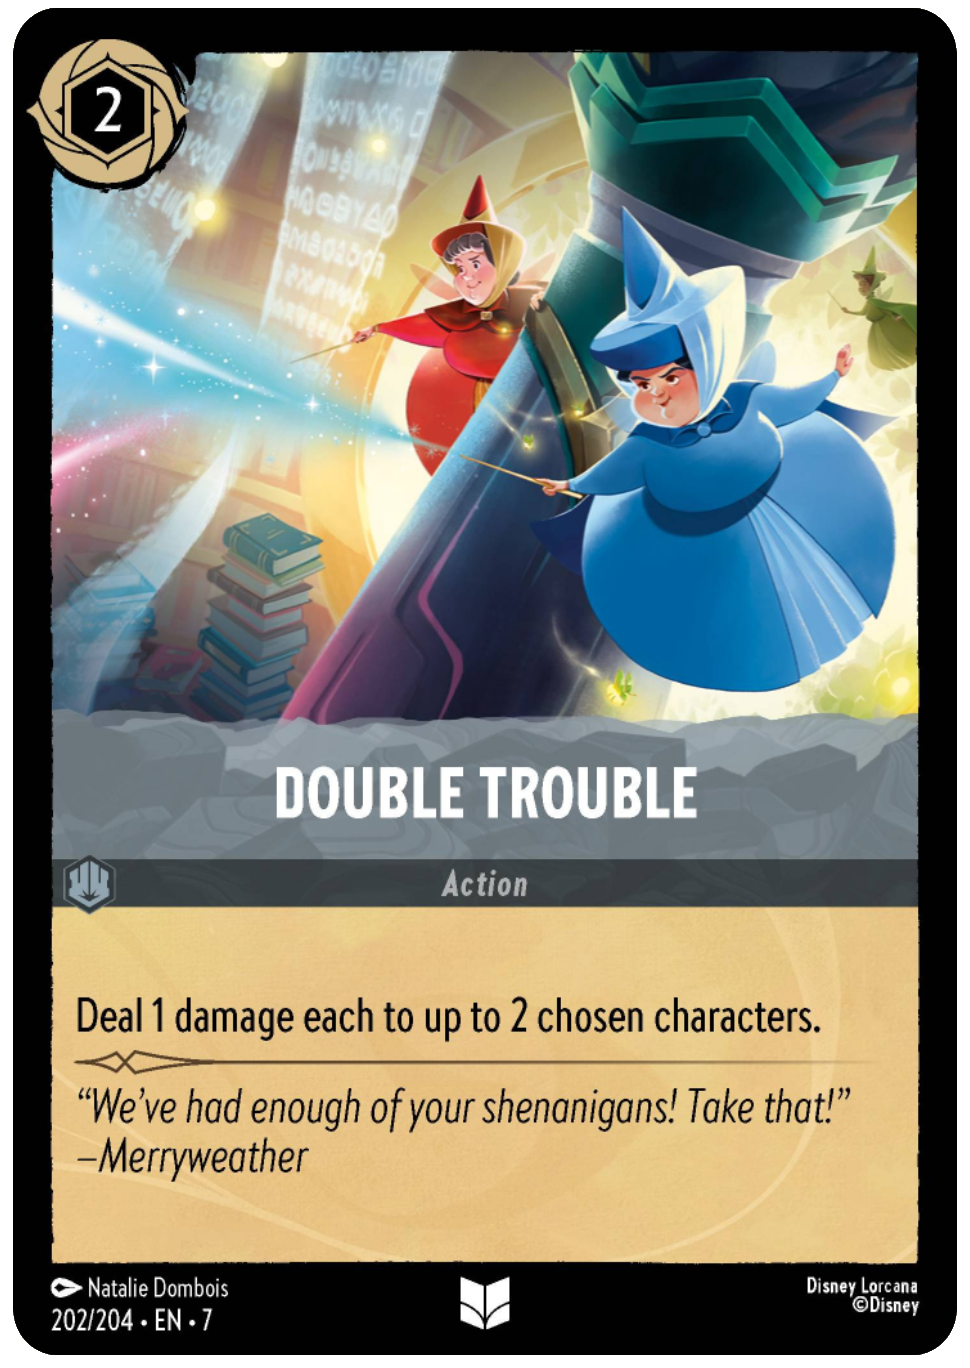 2
DOUBLE TROUBLE
Action
Deal 1 damage each to up to 2 chosen characters.
“We’ve had enough of your shenanigans! Take that!”
–Merryweather
Natalie Dombois
202/204 • EN • 7
Disney Lorcana
©Disney